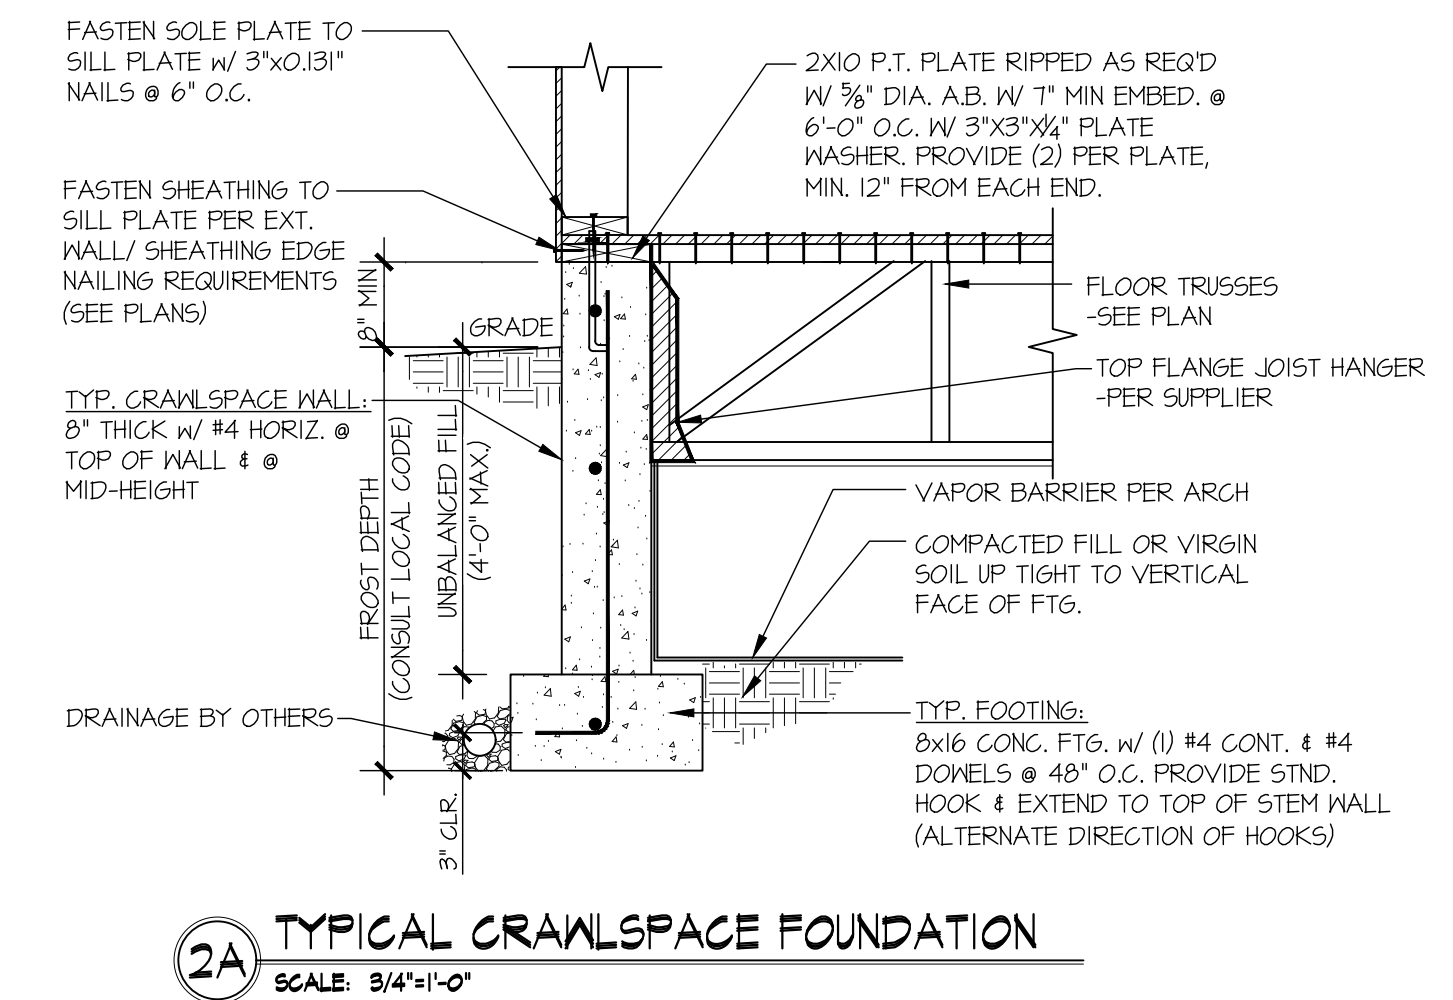 FASTEN SOLE PLATE TO
SILL PLATE w/ 3"x0.131"
NAILS @ 6" O.C.
2X10 P.T. PLATE RIPPED AS REQ'D
W/ 5/8" DIA. A.B. W/ 7" MIN EMBED. @
6'-0" O.C. W/ 3"X3"X1/4" PLATE
WASHER. PROVIDE (2) PER PLATE,
MIN. 12" FROM EACH END.
FASTEN SHEATHING TO
SILL PLATE PER EXT.
WALL/ SHEATHING EDGE
NAILING REQUIREMENTS
(SEE PLANS)
8" MIN
GRADE
FLOOR TRUSSES
-SEE PLAN
TOP FLANGE JOIST HANGER
-PER SUPPLIER
TYP. CRAWLSPACE WALL:
8" THICK w/ #4 HORIZ. @
TOP OF WALL & @
MID-HEIGHT
FROST DEPTH
(CONSULT LOCAL CODE)
UNBALANCED FILL
(4'-0" MAX.)
VAPOR BARRIER PER ARCH
COMPACTED FILL OR VIRGIN
SOIL UP TIGHT TO VERTICAL
FACE OF FTG.
DRAINAGE BY OTHERS
TYP. FOOTING:
8x16 CONC. FTG. w/ (1) #4 CONT. & #4
DOWELS @ 48" O.C. PROVIDE STND.
HOOK & EXTEND TO TOP OF STEM WALL
(ALTERNATE DIRECTION OF HOOKS)
3" CLR.
2A TYPICAL CRAWLSPACE FOUNDATION
SCALE: 3/4"=1'-0"